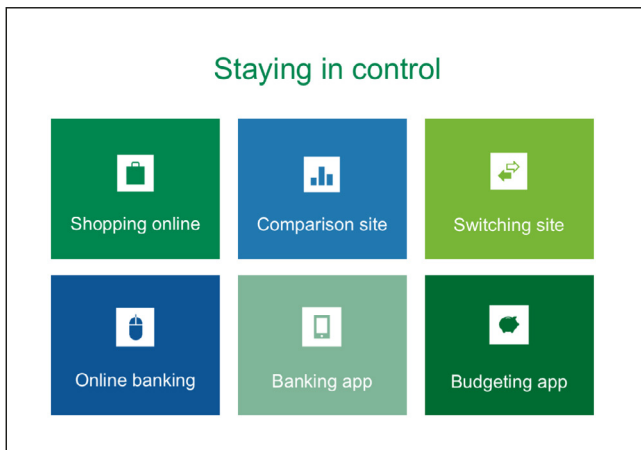 Staying in control
Shopping online
Comparison site
Switching site
Online banking
Banking app
Budgeting app